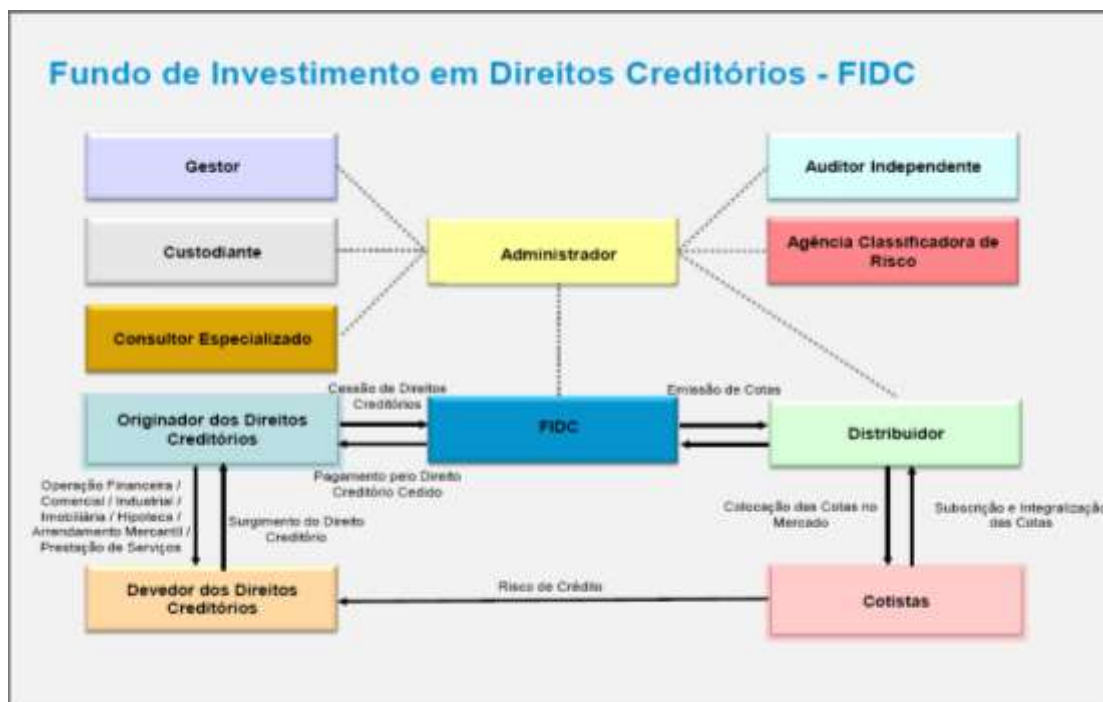 Fundo de Investimento em Direitos Creditórios - FIDC
Gestor
Auditor Independente
Custodiante
Administrador
Agência Classificadora de
Risco
Consultor Especializado
Cessão de Direitos
Creditórios
Emissão de Cotas
Originador dos Direitos
Creditórios
FIDC
Distribuidor
Pagamento pelo Direito
Creditório Cedido
Operação Financeira /
Comercial / Industrial /
Imobiliária / Hipoteca /
Arrendamento Mercantil /
Prestação de Serviços
Surgimento do Direito
Creditório
Colocação das Cotas no
Mercado
Subscrição e Integralização
das Cotas
Devedor dos Direitos
Creditórios
Risco de Crédito
Cotistas